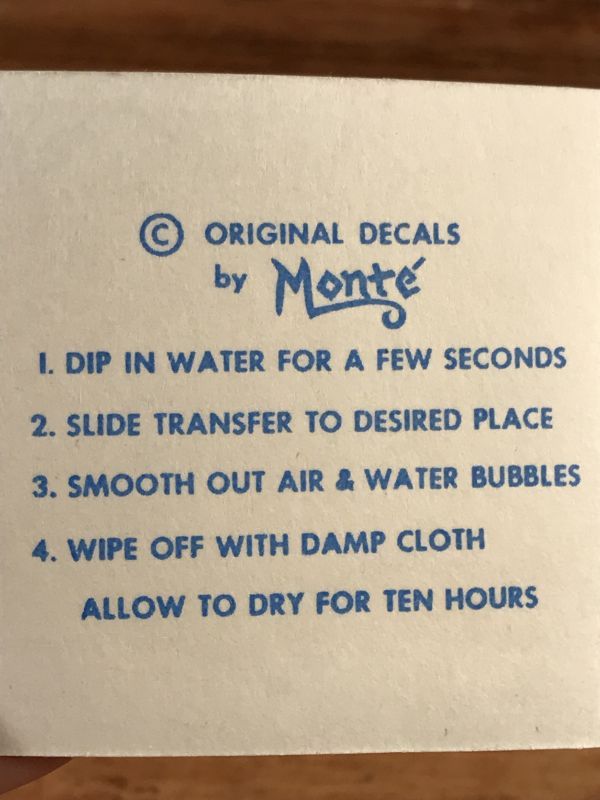 © ORIGINAL DECALS
by Monté
1. DIP IN WATER FOR A FEW SECONDS
2. SLIDE TRANSFER TO DESIRED PLACE
3. SMOOTH OUT AIR & WATER BUBBLES
4. WIPE OFF WITH DAMP CLOTH
ALLOW TO DRY FOR TEN HOURS